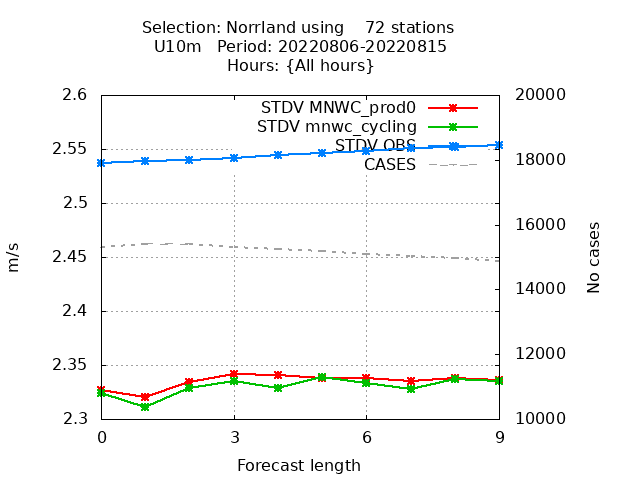 Selection: Norrland using    72 stations
U10m   Period: 20220806-20220815
Hours: {All hours}
2.6
2.55
2.5
2.45
2.4
2.35
2.3
m/s
STDV MNWC_prod0
STDV mnwc_cycling
STDV OBS
CASES
20000
18000
16000
14000
12000
10000
No cases
0 3 6 9
Forecast length